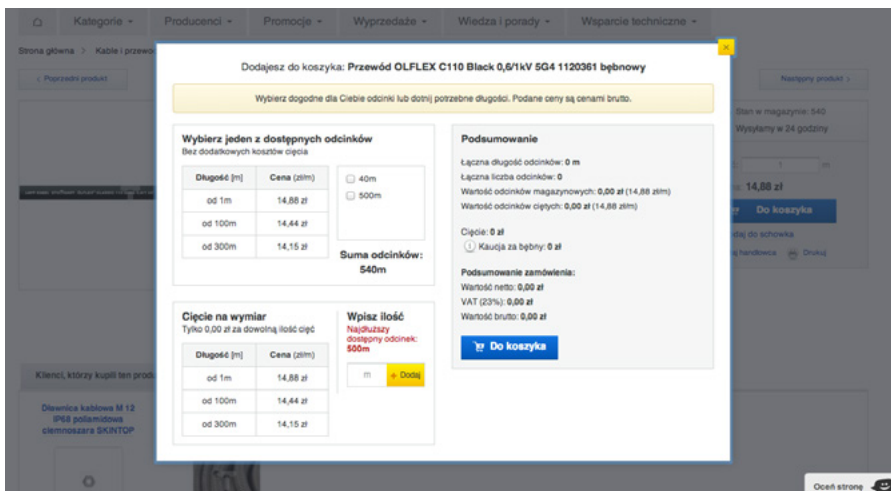 Kategorie
Producenci
Promocje
Wyprzedaże
Wiedza i porady
Wsparcie techniczne
Strona główna > Kable i przewo
‹ Poprzedni produkt
Następny produkt ›
Dodajesz do koszyka: Przewód OLFLEX C110 Black 0,6/1kV 5G4 1120361 bębnowy
Wybierz dogodne dla Ciebie odcinki lub dotnij potrzebne długości. Podane ceny są cenami brutto.
Wybierz jeden z dostępnych odcinków
Bez dodatkowych kosztów cięcia
Długość [m] Cena (zł/m)
od 1m 14,88 zł
od 100m 14,44 zł
od 300m 14,15 zł
40m
500m
Suma odcinków:
540m
Cięcie na wymiar
Tylko 0,00 zł za dowolną ilość cięć
Długość [m] Cena (zł/m)
od 1m 14,88 zł
od 100m 14,44 zł
od 300m 14,15 zł
Wpisz ilość
Najdłuższy
dostępny odcinek:
500m
m + Dodaj
Podsumowanie
Łączna długość odcinków: 0 m
Łączna liczba odcinków: 0
Wartość odcinków magazynowych: 0,00 zł (14,88 zł/m)
Wartość odcinków ciętych: 0,00 zł (14,88 zł/m)
Cięcie: 0 zł
i Kaucja za bębny: 0 zł
Podsumowanie zamówienia:
Wartość netto: 0,00 zł
VAT (23%): 0,00 zł
Wartość brutto: 0,00 zł
Do koszyka
Stan w magazynie: 540
Wysyłamy w 24 godziny
1 m
14,88 zł
Do koszyka
daj do schowka
handlowca Drukuj
Klienci, którzy kupili ten produ
Dławnica kablowa M 12
IP68 poliamidowa
ciemnoszara SKINTOP
Oceń stronę